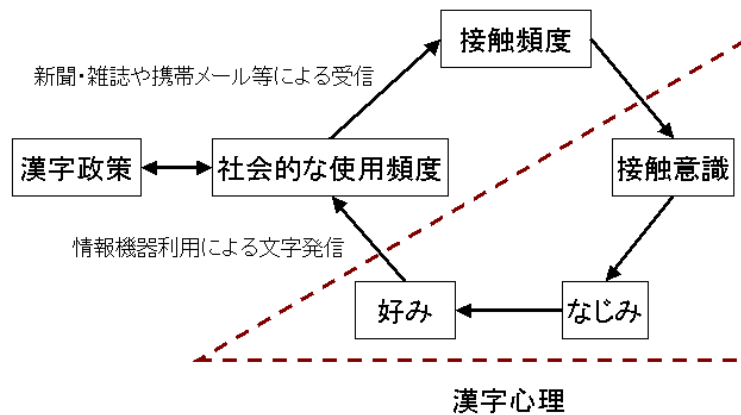 接触頻度
新聞・雑誌や携帯メール等による受信
漢字政策
社会的な使用頻度
接触意識
情報機器利用による文字発信
好み
なじみ
漢字心理